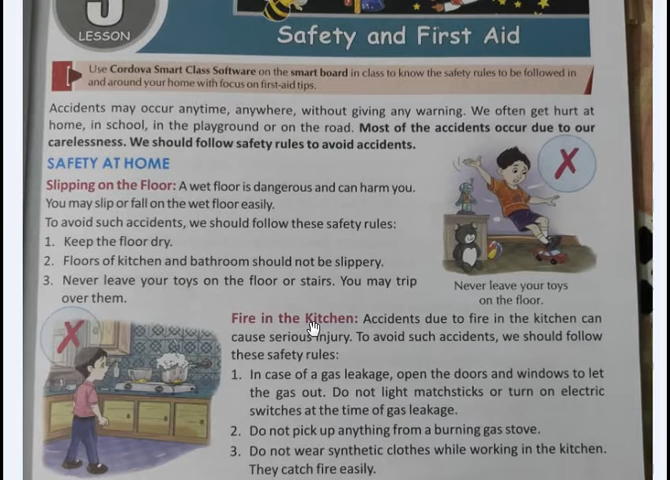 LESSON
Safety and First Aid
Use Cordova Smart Class Software on the smart board in class to know the safety rules to be followed in
and around your home with focus on first-aid tips.
Accidents may occur anytime, anywhere, without giving any warning. We often get hurt at
home, in school, in the playground or on the road. Most of the accidents occur due to our
carelessness. We should follow safety rules to avoid accidents.
SAFETY AT HOME
Slipping on the Floor: A wet floor is dangerous and can harm you.
You may slip or fall on the wet floor easily.
To avoid such accidents, we should follow these safety rules:
1. Keep the floor dry.
2. Floors of kitchen and bathroom should not be slippery.
3. Never leave your toys on the floor or stairs. You may trip
over them.
Never leave your toys
on the floor.
Fire in the Kitchen: Accidents due to fire in the kitchen can
cause serious injury. To avoid such accidents, we should follow
these safety rules:
1. In case of a gas leakage, open the doors and windows to let
the gas out. Do not light matchsticks or turn on electric
switches at the time of gas leakage.
2. Do not pick up anything from a burning gas stove.
3. Do not wear synthetic clothes while working in the kitchen.
They catch fire easily.